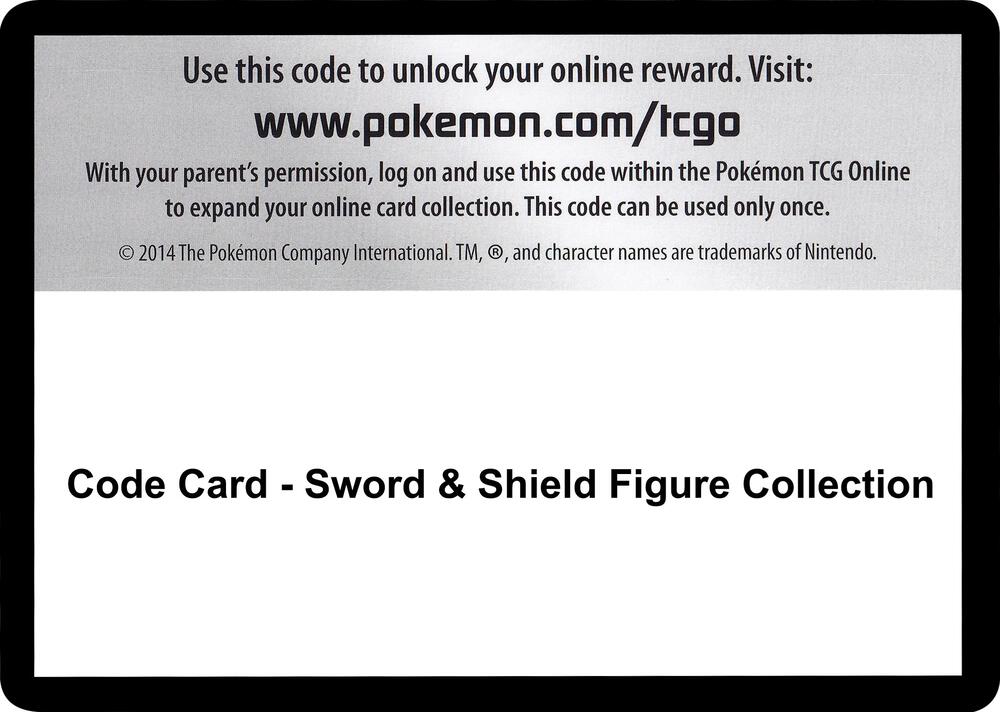 Use this code to unlock your online reward. Visit:
www.pokemon.com/tcgo
With your parent's permission, log on and use this code within the Pokémon TCG Online
to expand your online card collection. This code can be used only once.
© 2014 The Pokémon Company International. TM, ®, and character names are trademarks of Nintendo.
Code Card - Sword & Shield Figure Collection